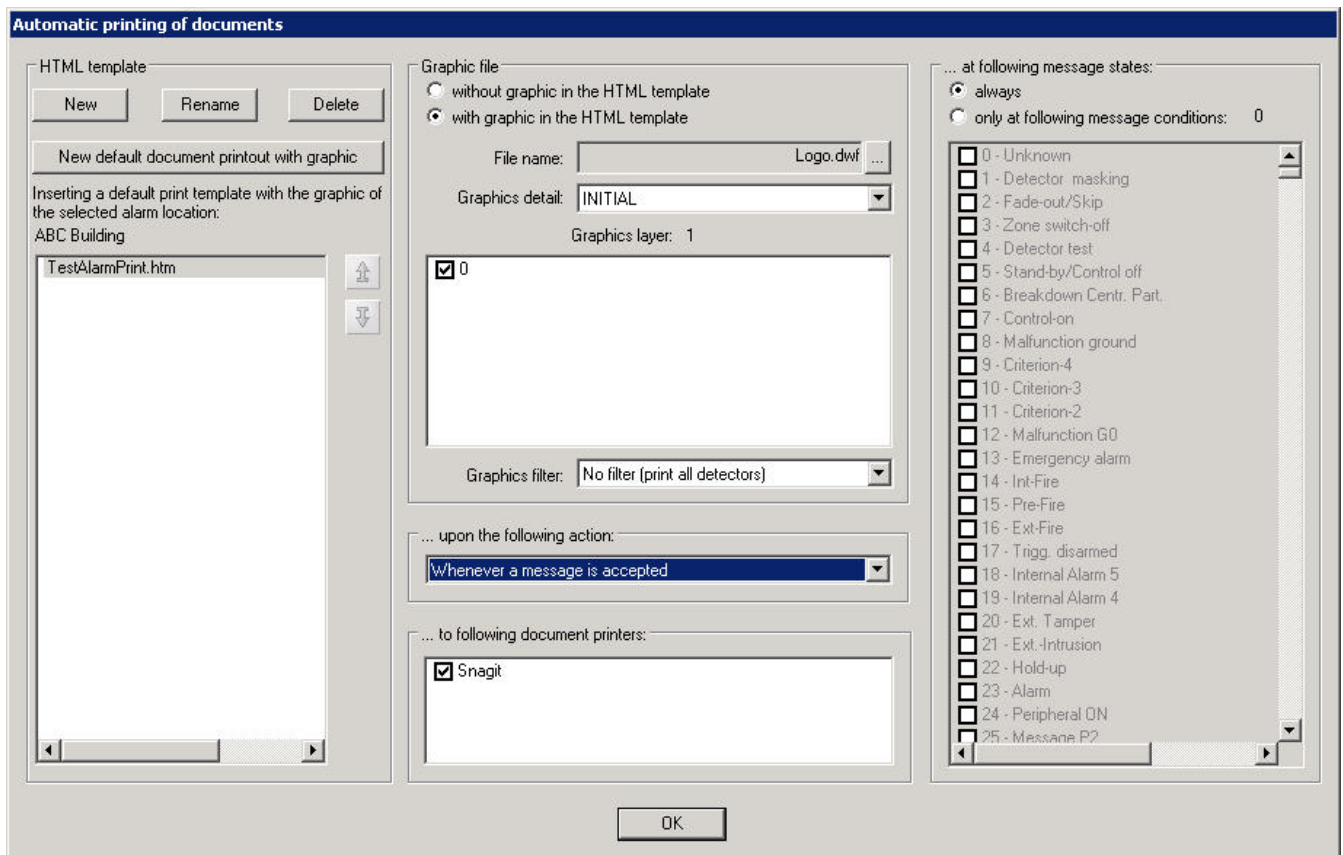 Automatic printing of documents
HTML template
New
Rename
Delete
New default document printout with graphic
Inserting a default print template with the graphic of
the selected alarm location:
ABC Building
TestAlarmPrint.htm
Graphic file
without graphic in the HTML template
with graphic in the HTML template
File name:
Logo.dwf
...
Graphics detail:
INITIAL
Graphics layer: 1
0
Graphics filter:
No filter (print all detectors)
... upon the following action:
Whenever a message is accepted
... to following document printers:
Snagit
... at following message states:
always
only at following message conditions: 0
0 - Unknown
1 - Detector masking
2 - Fade-out/Skip
3 - Zone switch-off
4 - Detector test
5 - Stand-by/Control off
6 - Breakdown Centr. Part.
7 - Control-on
8 - Malfunction ground
9 - Criterion-4
10 - Criterion-3
11 - Criterion-2
12 - Malfunction G0
13 - Emergency alarm
14 - Int-Fire
15 - Pre-Fire
16 - Ext-Fire
17 - Trigg. disarmed
18 - Internal Alarm 5
19 - Internal Alarm 4
20 - Ext. Tamper
21 - Ext.-Intrusion
22 - Hold-up
23 - Alarm
24 - Peripheral ON
25 - Message P2
OK